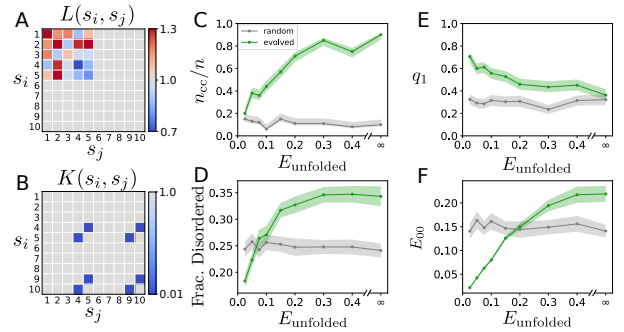 A
L(s_i, s_j)
1
2
3
4
5
6
7
8
9
10
s_i
1 2 3 4 5 6 7 8 9 10
s_j
1.3
1.0
0.7
B
K(s_i, s_j)
1
2
3
4
5
6
7
8
9
10
s_i
1 2 3 4 5 6 7 8 9 10
s_j
1.0
0.01
C
random
evolved
n_cc/n
1.0
0.8
0.6
0.4
0.2
0.0
0.0 0.1 0.2 0.3 0.4 ∞
E_unfolded
D
Frac. Disordered
0.35
0.30
0.25
0.20
0.0 0.1 0.2 0.3 0.4 ∞
E_unfolded
E
random
evolved
q_1
1.0
0.8
0.6
0.4
0.2
0.0
0.0 0.1 0.2 0.3 0.4 ∞
E_unfolded
F
E_00
0.20
0.15
0.10
0.05
0.0 0.1 0.2 0.3 0.4 ∞
E_unfolded